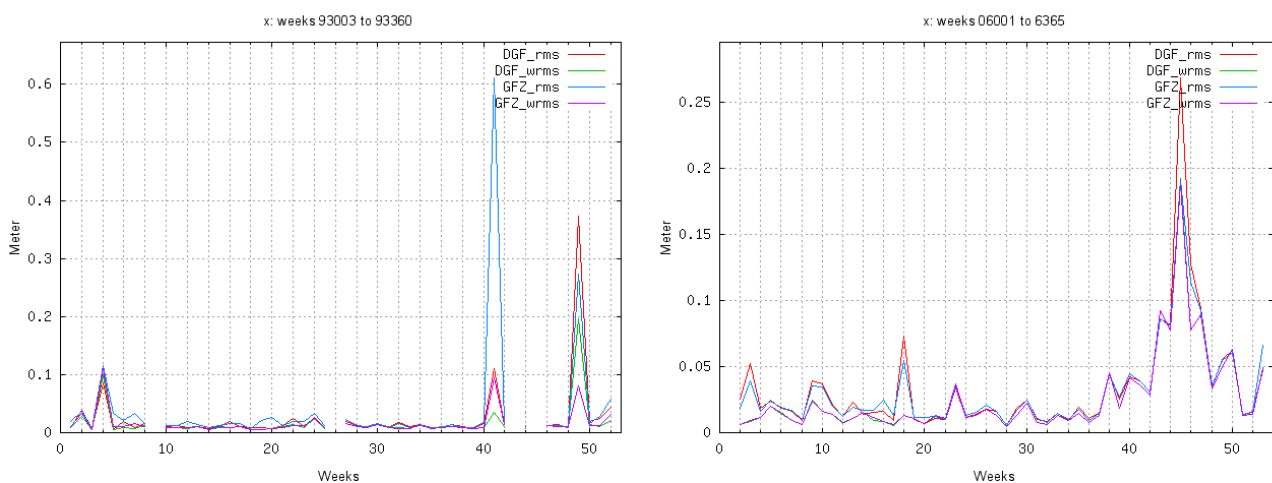 x: weeks 93003 to 93360
DGF_rms
DGF_wrms
GFZ_rms
GFZ_wrms
0.6
0.5
0.4
0.3
0.2
0.1
0
Meter
0 10 20 30 40 50
Weeks
x: weeks 06001 to 6365
DGF_rms
DGF_wrms
GFZ_rms
GFZ_wrms
0.25
0.2
0.15
0.1
0.05
0
Meter
0 10 20 30 40 50
Weeks